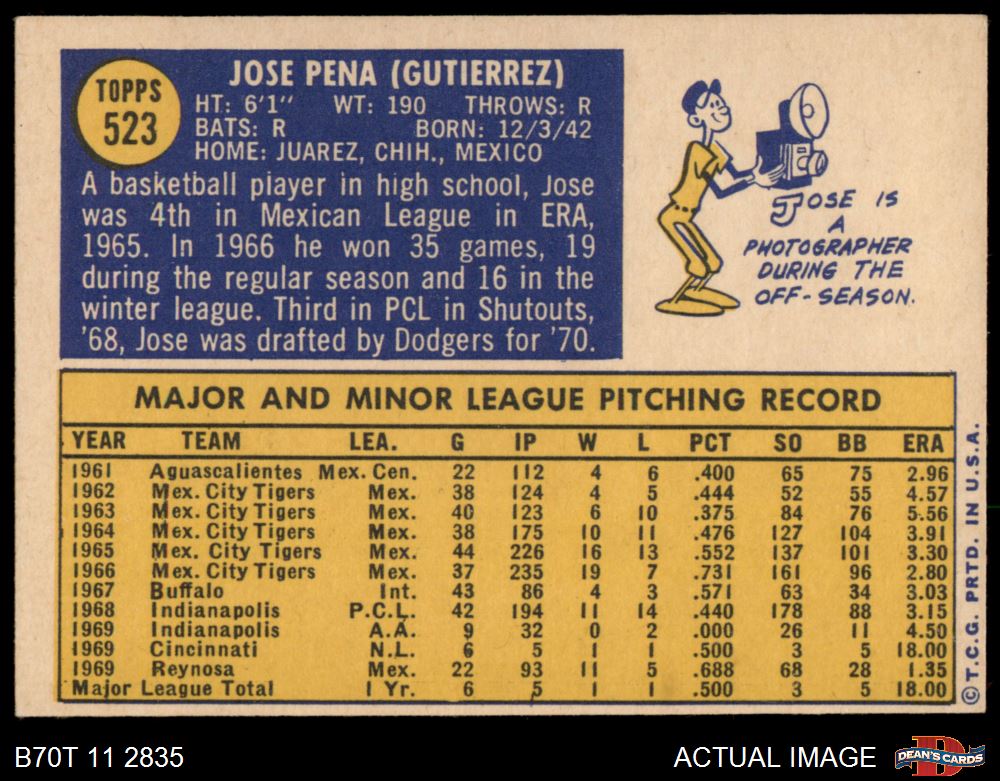 TOPPS
523
JOSE PENA (GUTIERREZ)
HT: 6'1" WT: 190 THROWS: R
BATS: R BORN: 12/3/42
HOME: JUAREZ, CHIH., MEXICO
A basketball player in high school, Jose
was 4th in Mexican League in ERA,
1965. In 1966 he won 35 games, 19
during the regular season and 16 in the
winter league. Third in PCL in Shutouts,
'68, Jose was drafted by Dodgers for '70.
JOSE IS
A
PHOTOGRAPHER
DURING THE
OFF-SEASON.
MAJOR AND MINOR LEAGUE PITCHING RECORD
YEAR TEAM LEA. G IP W L PCT SO BB ERA
1961 Aguascalientes Mex. Cen. 22 112 4 6 .400 65 75 2.96
1962 Mex. City Tigers Mex. 38 124 4 5 .444 52 55 4.57
1963 Mex. City Tigers Mex. 40 123 6 10 .375 84 76 5.56
1964 Mex. City Tigers Mex. 38 175 10 11 .476 127 104 3.91
1965 Mex. City Tigers Mex. 44 226 16 13 .552 137 101 3.30
1966 Mex. City Tigers Mex. 37 235 19 7 .731 161 96 2.80
1967 Buffalo Int. 43 86 4 3 .571 63 34 3.03
1968 Indianapolis P.C.L. 42 194 11 14 .440 178 88 3.15
1969 Indianapolis A.A. 9 32 0 2 .000 26 11 4.50
1969 Cincinnati N.L. 6 5 1 1 .500 3 5 18.00
1969 Reynosa Mex. 22 93 11 5 .688 68 28 1.35
Major League Total 1 Yr. 6 5 1 1 .500 3 5 18.00
© T.C.G. PRTD. IN U.S.A.
B70T 11 2835
ACTUAL IMAGE
D
DEAN'S CARDS